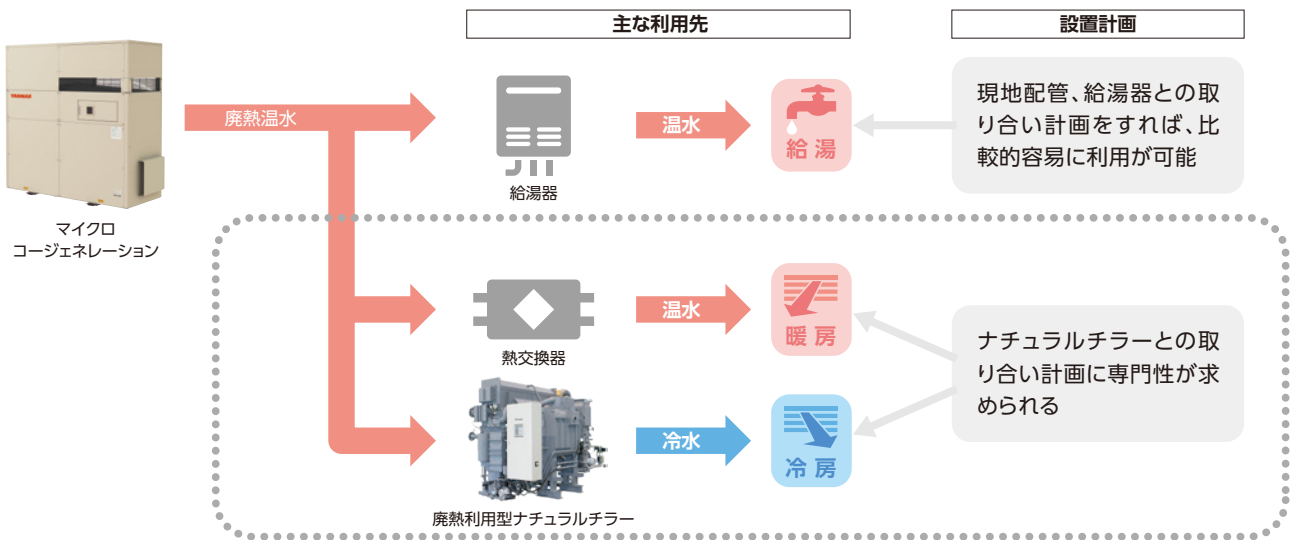 主な利用先
設置計画
YANMAR
マイクロ
コージェネレーション
廃熱温水
給湯器
温水
給湯
現地配管、給湯器との取
り合い計画をすれば、比
較的容易に利用が可能
熱交換器
温水
暖房
廃熱利用型ナチュラルチラー
冷水
冷房
ナチュラルチラーとの取
り合い計画に専門性が求
められる